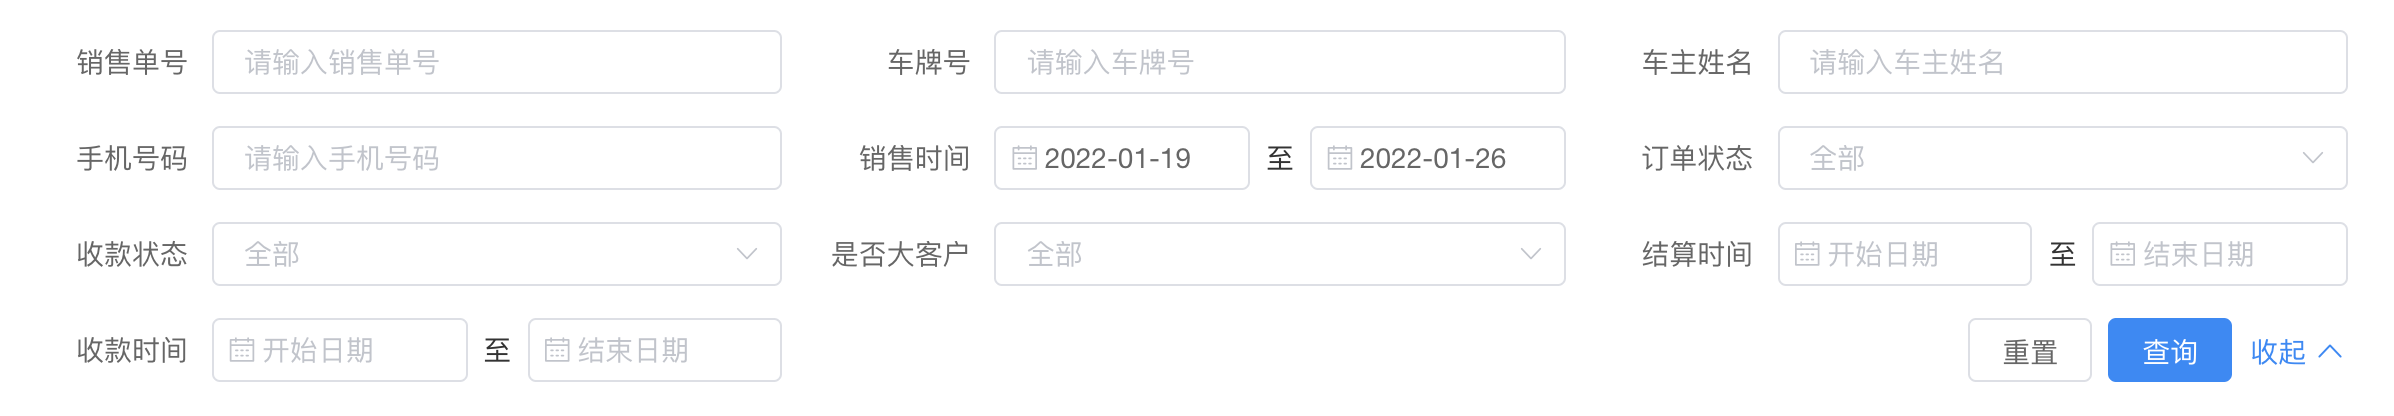 销售单号 请输入销售单号 车牌号 请输入车牌号 车主姓名 请输入车主姓名
手机号码 请输入手机号码 销售时间 2022-01-19 至 2022-01-26 订单状态 全部
收款状态 全部 是否大客户 全部 结算时间 开始日期 至 结束日期
收款时间 开始日期 至 结束日期 重置 查询 收起